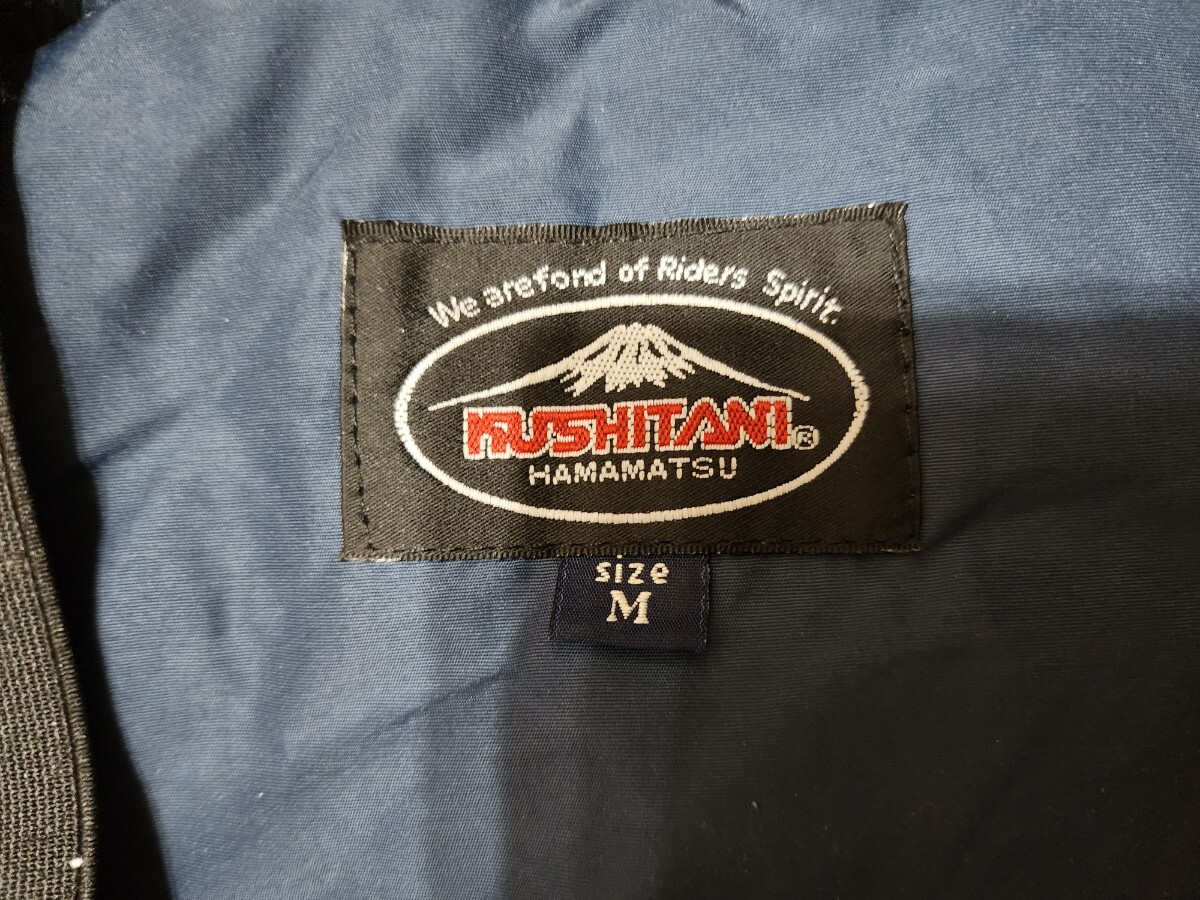 We arefond of Riders Spirit.
KUSHITANI®
HAMAMATSU
size
M